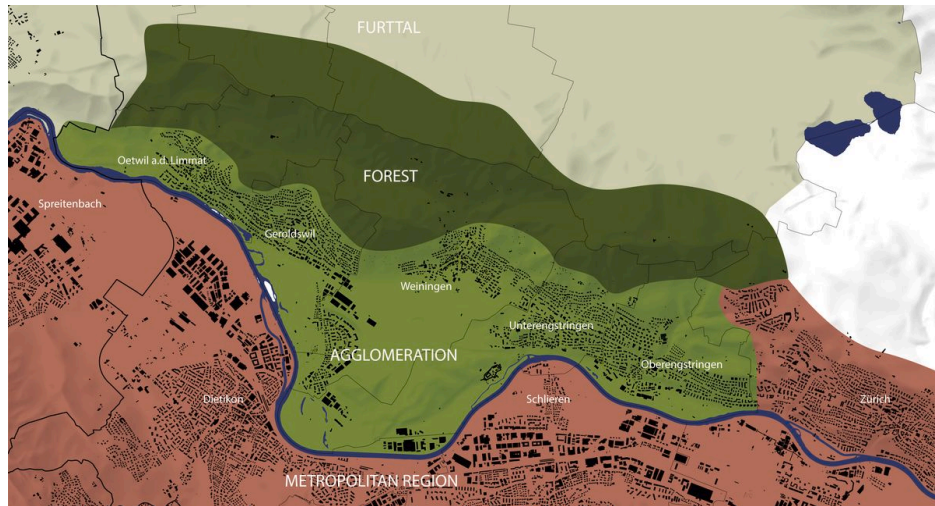 FURTTAL
Oetwil a.d. Limmat
FOREST
Spreitenbach
Geroldswil
Weiningen
Unterengstringen
AGGLOMERATION
Oberengstringen
Dietikon
Schlieren
Zürich
METROPOLITAN REGION